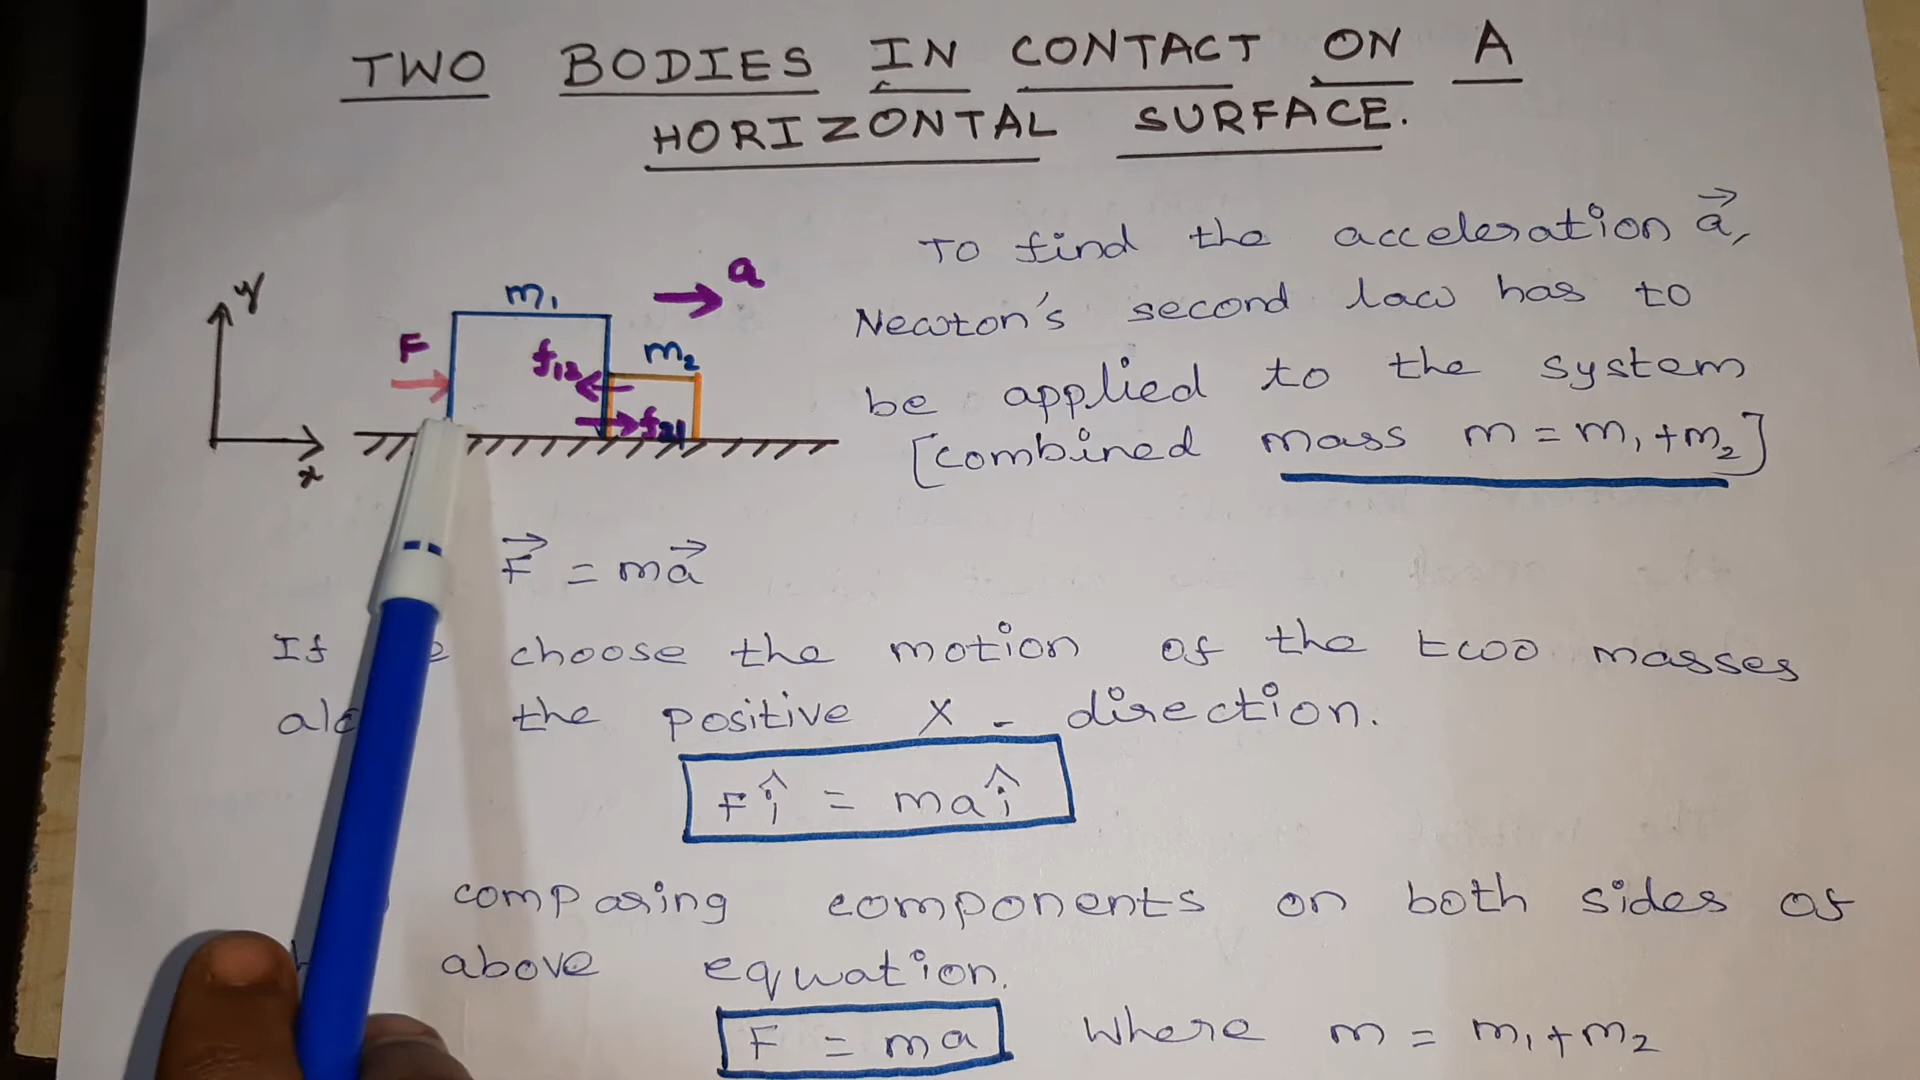 TWO BODIES IN CONTACT ON A
HORIZONTAL SURFACE.
y
F
m₁
f₁₂
m₂
f₂₁
a
x
To find the acceleration a⃗,
Newton's second law has to
be applied to the system
[combined mass m = m₁+m₂]
F⃗ = ma⃗
If choose the motion of the two masses
the positive x - direction.
Fî = maî
comparing components on both sides of
above equation.
F = ma where m = m₁+m₂